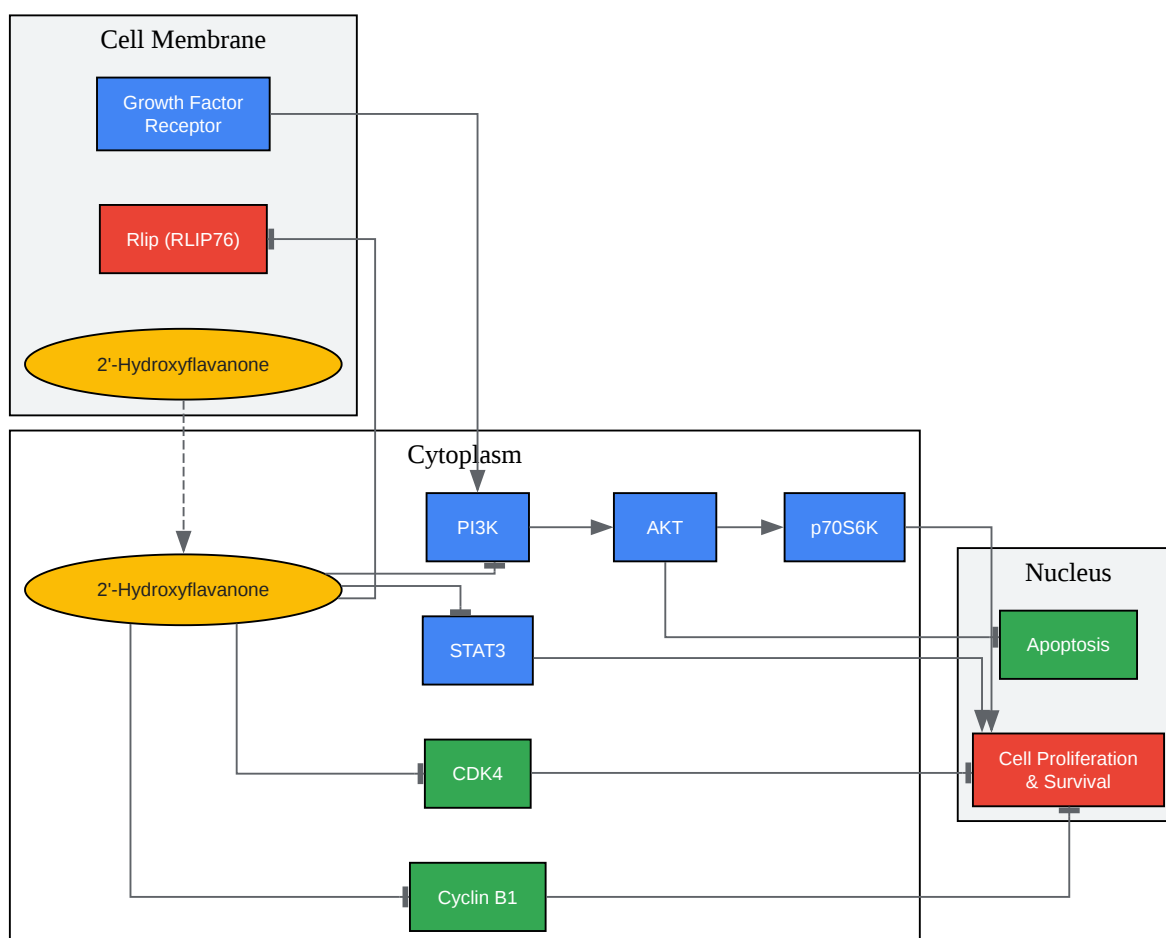 Cell Membrane
Growth Factor
Receptor
Rlip (RLIP76)
2'-Hydroxyflavanone
Cytoplasm
PI3K
AKT
p70S6K
2'-Hydroxyflavanone
STAT3
CDK4
Cyclin B1
Nucleus
Apoptosis
Cell Proliferation
& Survival